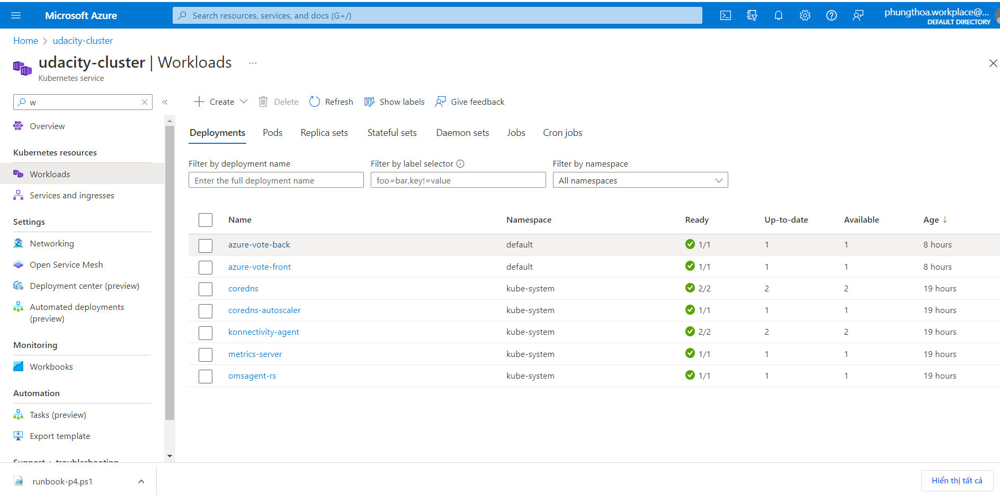 Microsoft Azure
Search resources, services, and docs (G+/)
phungthoa.workplace@...
DEFAULT DIRECTORY
Home > udacity-cluster
udacity-cluster | Workloads ...
Kubernetes service
w
Overview
Kubernetes resources
Workloads
Services and ingresses
Settings
Networking
Open Service Mesh
Deployment center (preview)
Automated deployments
(preview)
Monitoring
Workbooks
Automation
Tasks (preview)
Export template
Support + troubleshooting
Create Delete Refresh Show labels Give feedback
Deployments Pods Replica sets Stateful sets Daemon sets Jobs Cron jobs
Filter by deployment name Filter by label selector Filter by namespace
Enter the full deployment name foo=bar,key!=value All namespaces
Name Namespace Ready Up-to-date Available Age ↓
azure-vote-back default 1/1 1 1 8 hours
azure-vote-front default 1/1 1 1 8 hours
coredns kube-system 2/2 2 2 19 hours
coredns-autoscaler kube-system 1/1 1 1 19 hours
konnectivity-agent kube-system 2/2 2 2 19 hours
metrics-server kube-system 1/1 1 1 19 hours
omsagent-rs kube-system 1/1 1 1 19 hours
runbook-p4.ps1
Hiển thị tất cả